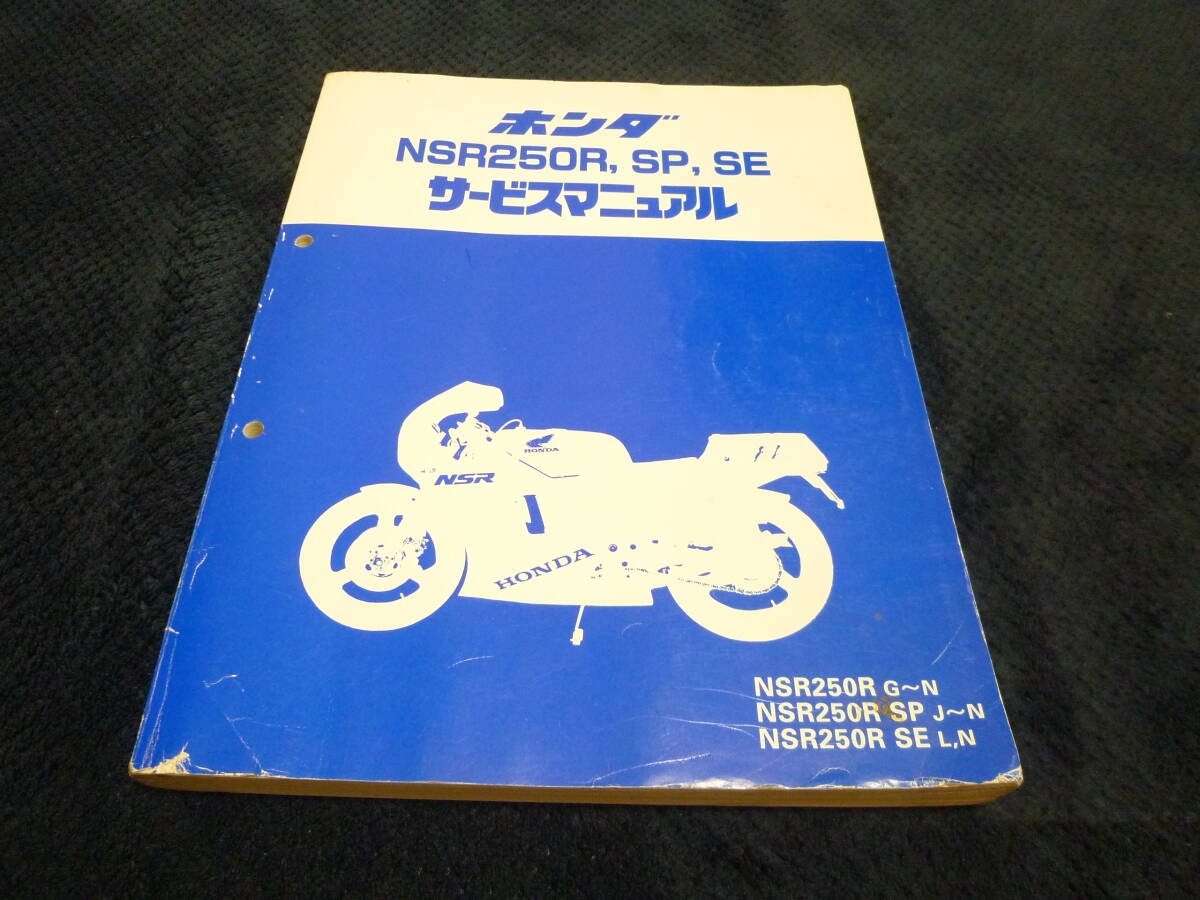 ホンダ
NSR250R, SP, SE
サービスマニュアル
HONDA
NSR
HONDA
NSR250R G～N
NSR250R SP J～N
NSR250R SE L,N